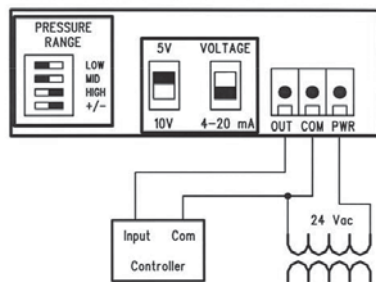 PRESSURE
RANGE
LOW
MID
HIGH
+/-
5V VOLTAGE
10V 4-20 mA
OUT COM PWR
24 Vac
Input Com
Controller